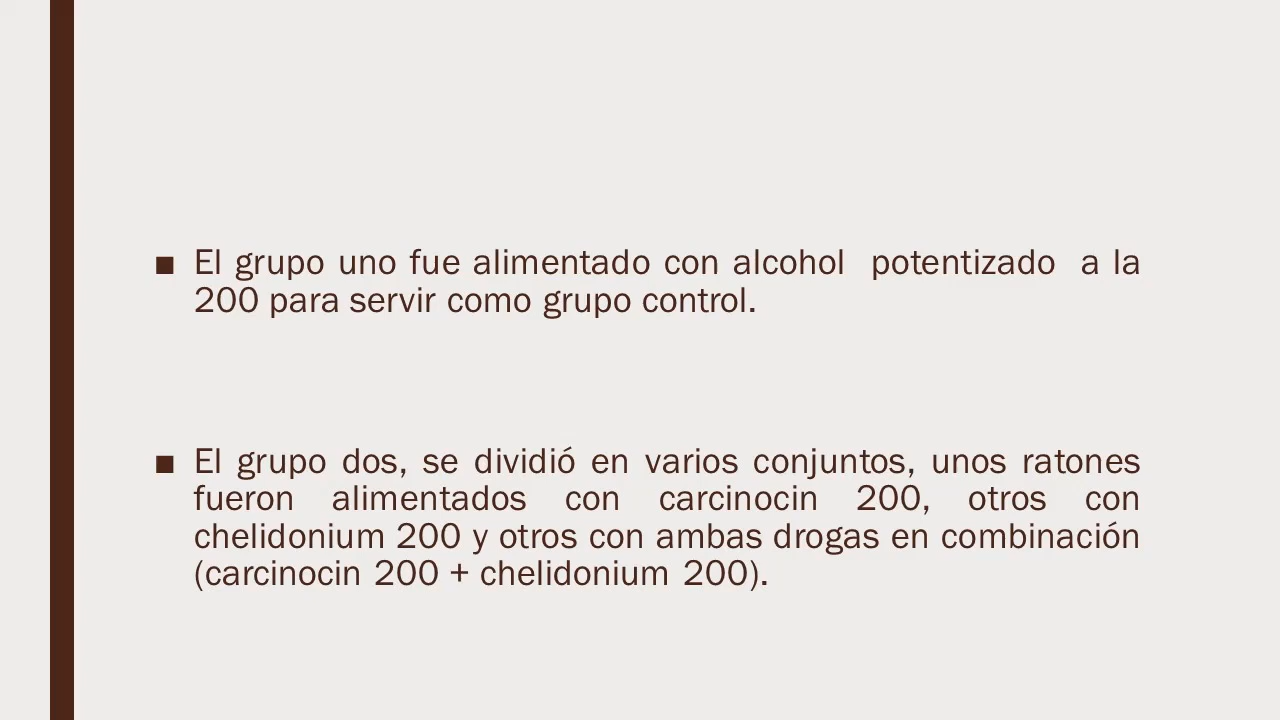 ■ El grupo uno fue alimentado con alcohol  potentizado  a la
200 para servir como grupo control.
■ El grupo dos, se dividió en varios conjuntos, unos ratones
fueron alimentados con carcinocin 200, otros con
chelidonium 200 y otros con ambas drogas en combinación
(carcinocin 200 + chelidonium 200).